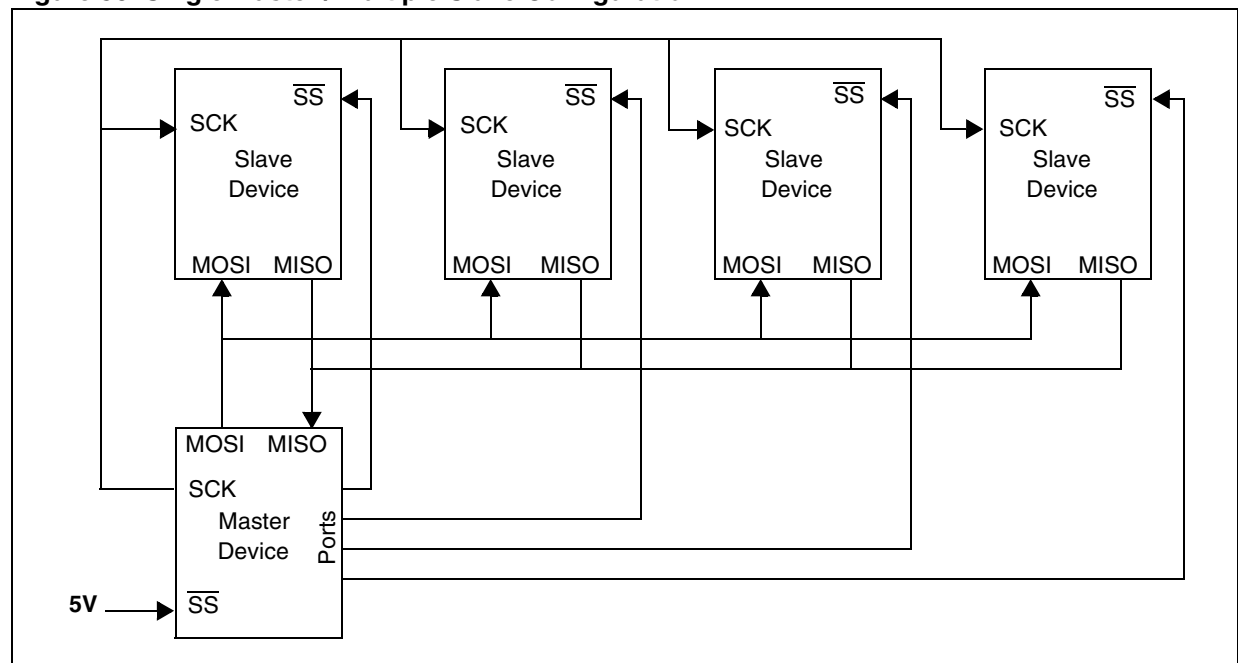 SS SS SS SS
SCK SCK SCK SCK
Slave Slave Slave Slave
Device Device Device Device
MOSI MISO MOSI MISO MOSI MISO MOSI MISO
MOSI MISO
SCK
Master
Device
Ports
5V SS